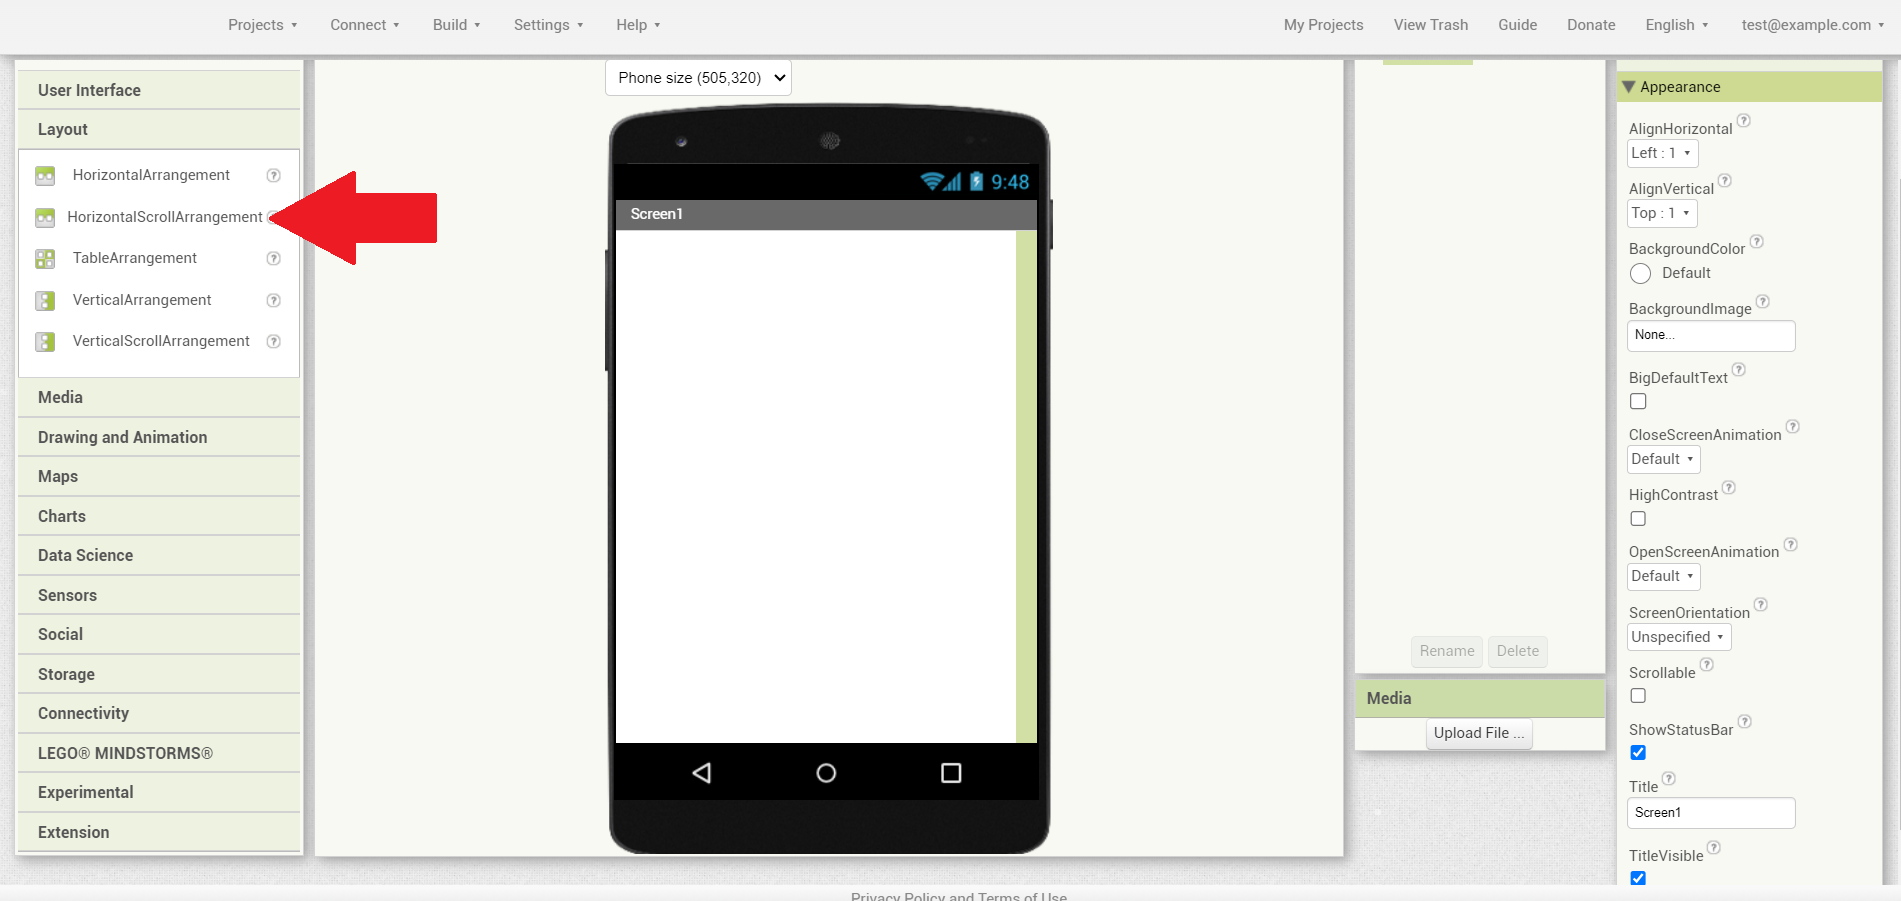 Projects Connect Build Settings Help My Projects View Trash Guide Donate English test@example.com
User Interface
Layout
HorizontalArrangement
HorizontalScrollArrangement
TableArrangement
VerticalArrangement
VerticalScrollArrangement
Media
Drawing and Animation
Maps
Charts
Data Science
Sensors
Social
Storage
Connectivity
LEGO® MINDSTORMS®
Experimental
Extension
Phone size (505,320)
9:48
Screen1
Rename Delete
Media
Upload File ...
Appearance
AlignHorizontal ?
Left : 1
AlignVertical ?
Top : 1
BackgroundColor ?
Default
BackgroundImage ?
None...
BigDefaultText ?
CloseScreenAnimation ?
Default
HighContrast ?
OpenScreenAnimation ?
Default
ScreenOrientation ?
Unspecified
Scrollable ?
ShowStatusBar ?
Title ?
Screen1
TitleVisible ?
Privacy Policy and Terms of Use